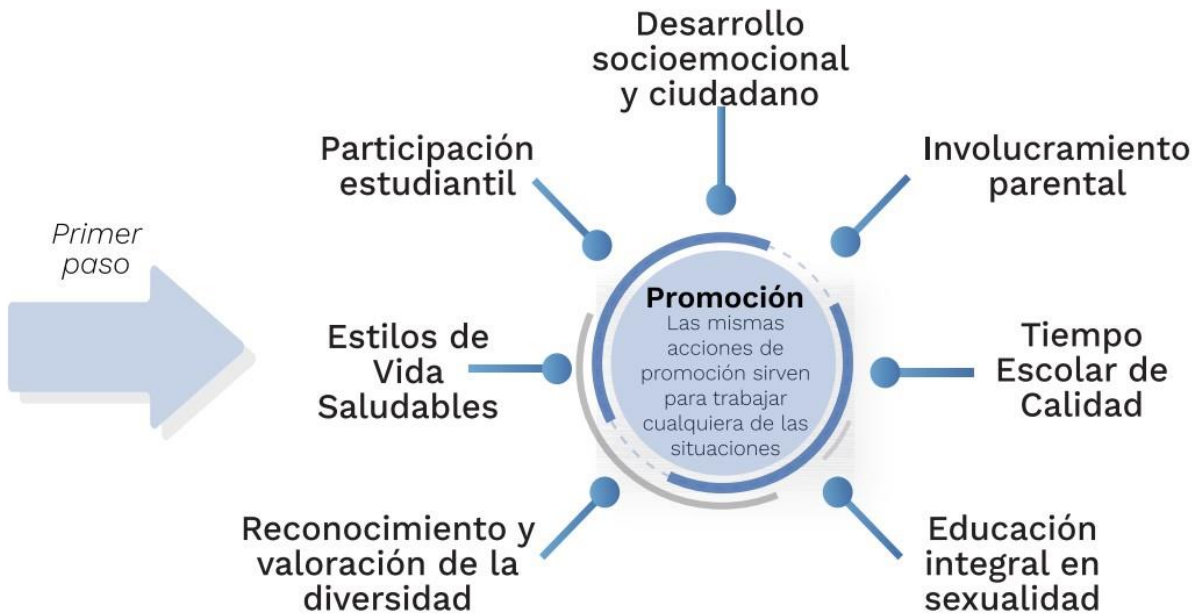 Desarrollo
socioemocional
y ciudadano
Participación
estudiantil
Involucramiento
parental
Primer
paso
Promoción
Las mismas
acciones de
promoción sirven
para trabajar
cualquiera de las
situaciones
Estilos de
Vida
Saludables
Tiempo
Escolar de
Calidad
Reconocimiento y
valoración de la
diversidad
Educación
integral en
sexualidad